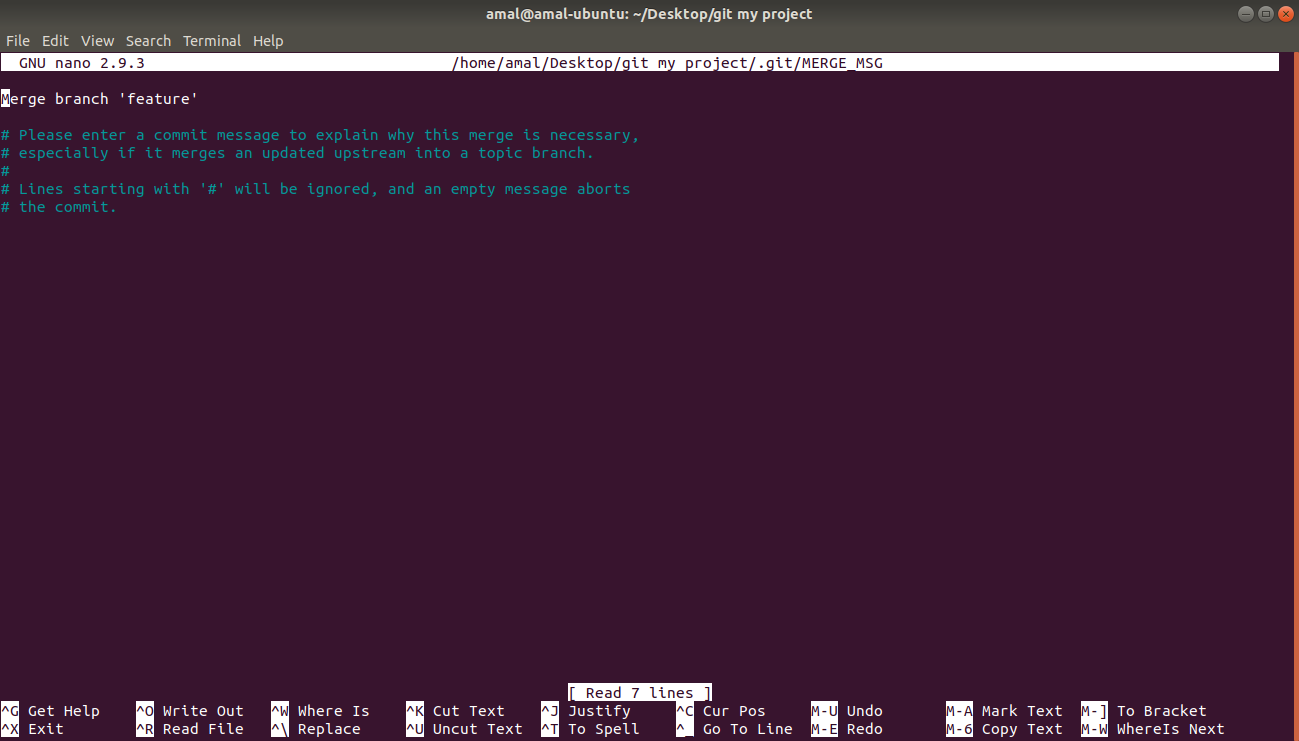 amal@amal-ubuntu: ~/Desktop/git my project
File Edit View Search Terminal Help
GNU nano 2.9.3 /home/amal/Desktop/git my project/.git/MERGE_MSG
Merge branch 'feature'
# Please enter a commit message to explain why this merge is necessary,
# especially if it merges an updated upstream into a topic branch.
#
# Lines starting with '#' will be ignored, and an empty message aborts
# the commit.
[ Read 7 lines ]
^G Get Help ^O Write Out ^W Where Is ^K Cut Text ^J Justify ^C Cur Pos M-U Undo M-A Mark Text M-] To Bracket
^X Exit ^R Read File ^\ Replace ^U Uncut Text ^T To Spell ^_ Go To Line M-E Redo M-6 Copy Text M-W WhereIs Next